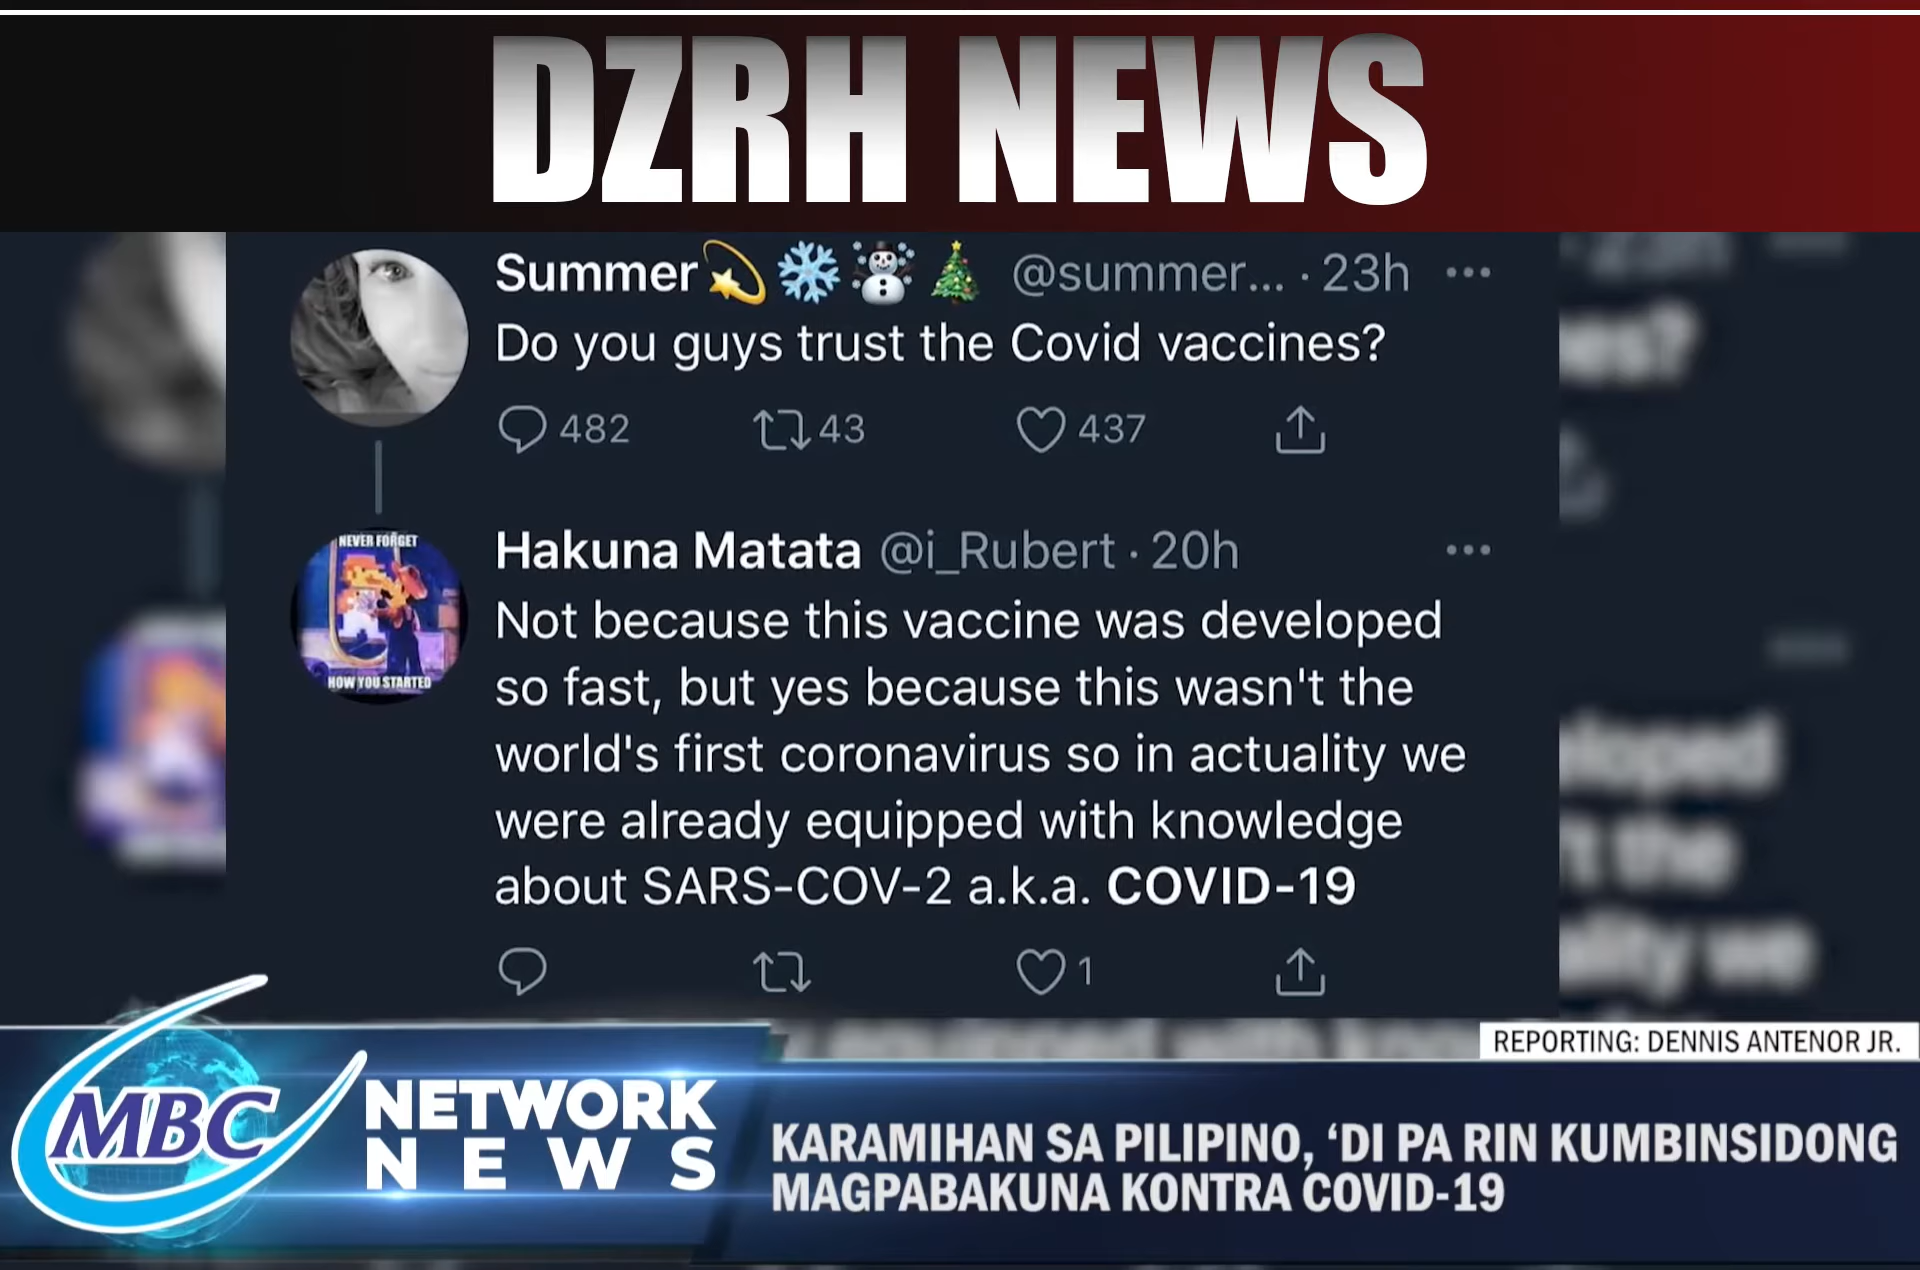 DZRH NEWS
Summer💫❄️☃️🎄 @summer... · 23h
Do you guys trust the Covid vaccines?
482 43 437
NEVER FORGET
HOW YOU STARTED
Hakuna Matata @i_Rubert · 20h
Not because this vaccine was developed
so fast, but yes because this wasn't the
world's first coronavirus so in actuality we
were already equipped with knowledge
about SARS-COV-2 a.k.a. COVID-19
1
REPORTING: DENNIS ANTENOR JR.
MBC
NETWORK
NEWS
KARAMIHAN SA PILIPINO, ‘DI PA RIN KUMBINSIDONG
MAGPABAKUNA KONTRA COVID-19